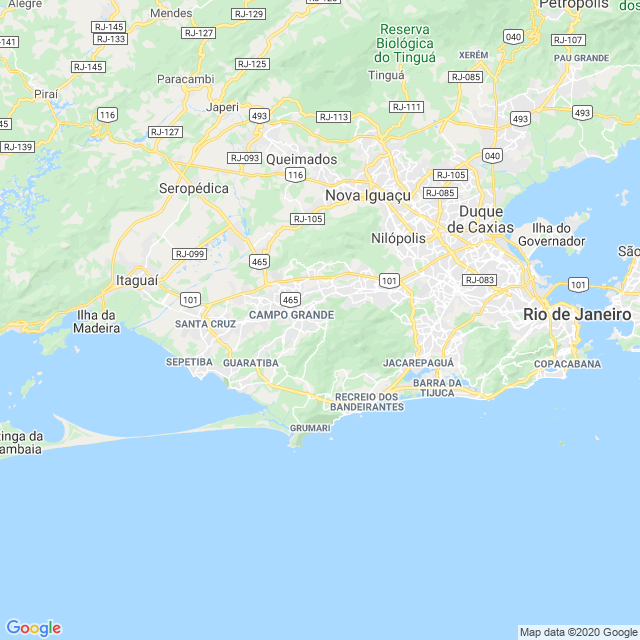 Alegre
Mendes
RJ-129
Petrópolis
dos
RJ-145
RJ-133
RJ-127
Reserva
Biológica
do Tinguá
040
RJ-107
-141
RJ-145
RJ-125
XERÉM
PAU GRANDE
Paracambi
Tinguá
RJ-085
Piraí
Japeri
RJ-111
116
493
RJ-113
493
493
RJ-127
RJ-139
RJ-093
Queimados
040
116
RJ-105
Seropédica
Nova Iguaçu
RJ-085
RJ-105
Duque
de Caxias
Ilha do
Governador
Nilópolis
RJ-099
465
São
Itaguaí
101
RJ-083
101
101
465
Ilha da
Madeira
SANTA CRUZ
CAMPO GRANDE
Rio de Janeiro
SEPETIBA
GUARATIBA
JACAREPAGUÁ
COPACABANA
BARRA DA
TIJUCA
RECREIO DOS
BANDEIRANTES
GRUMARI
tinga da
ambaia
Google
Map data ©2020 Google